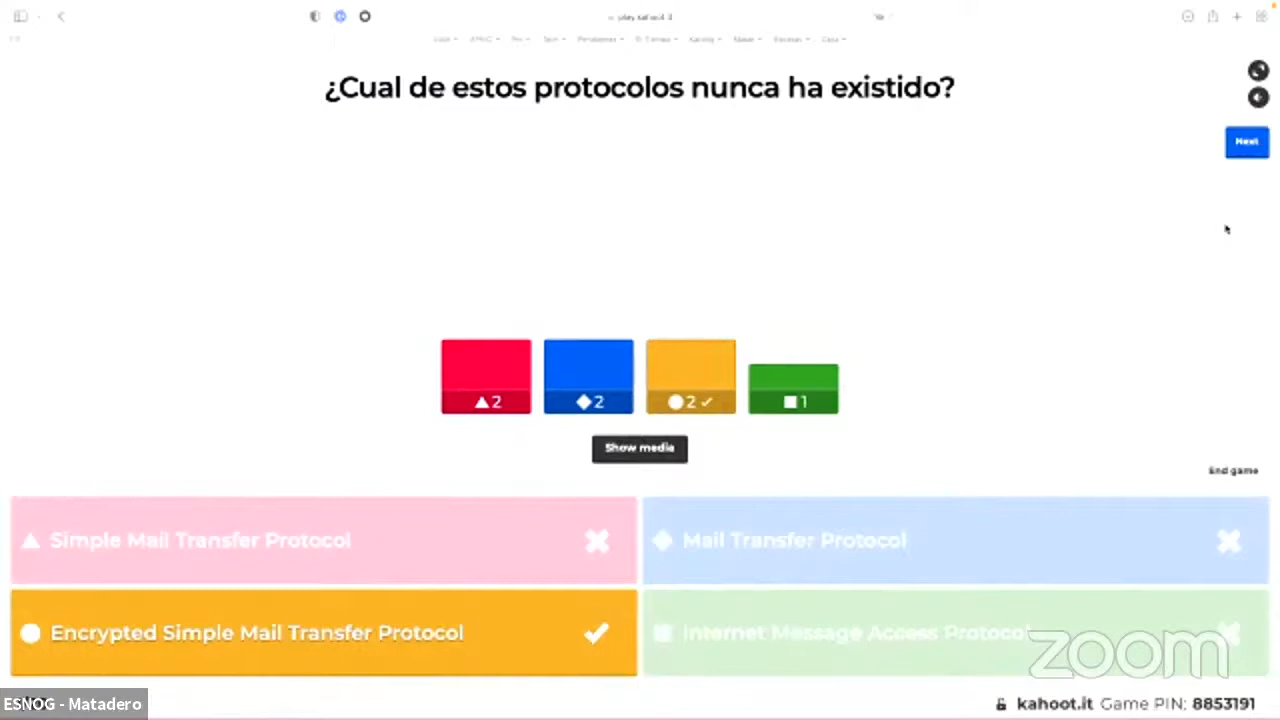 ¿Cual de estos protocolos nunca ha existido?
Next
2
2
2
1
Show media
End game
Simple Mail Transfer Protocol
Mail Transfer Protocol
Encrypted Simple Mail Transfer Protocol
Internet Message Access Protocol
zoom
ESNOG - Matadero
kahoot.it Game PIN: 8853191